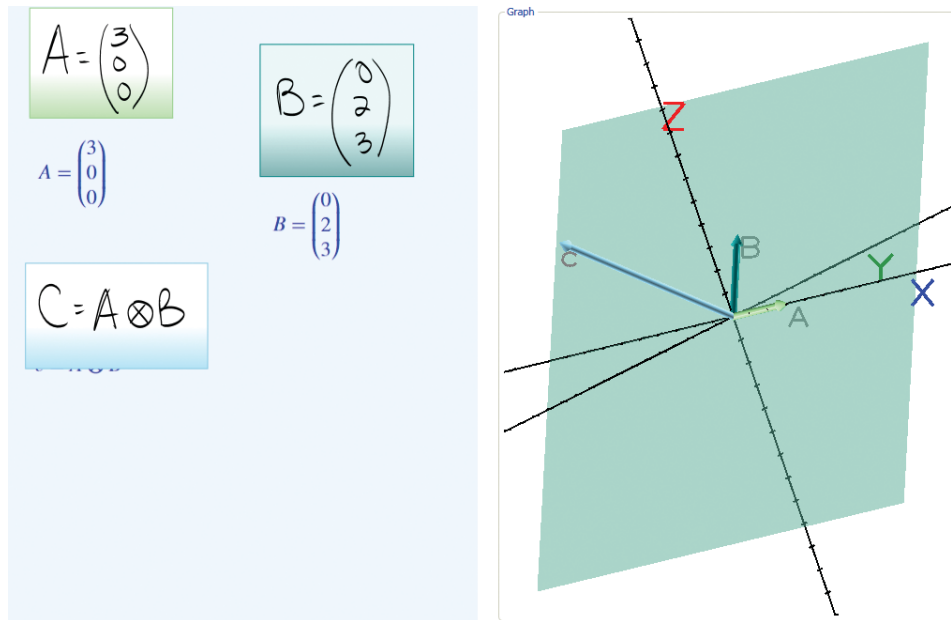 A = (3
0
0)
A = (3
0
0)
B = (0
2
3)
B = (0
2
3)
C = A ⊗ B
Graph
Z
C
B
A
Y
X